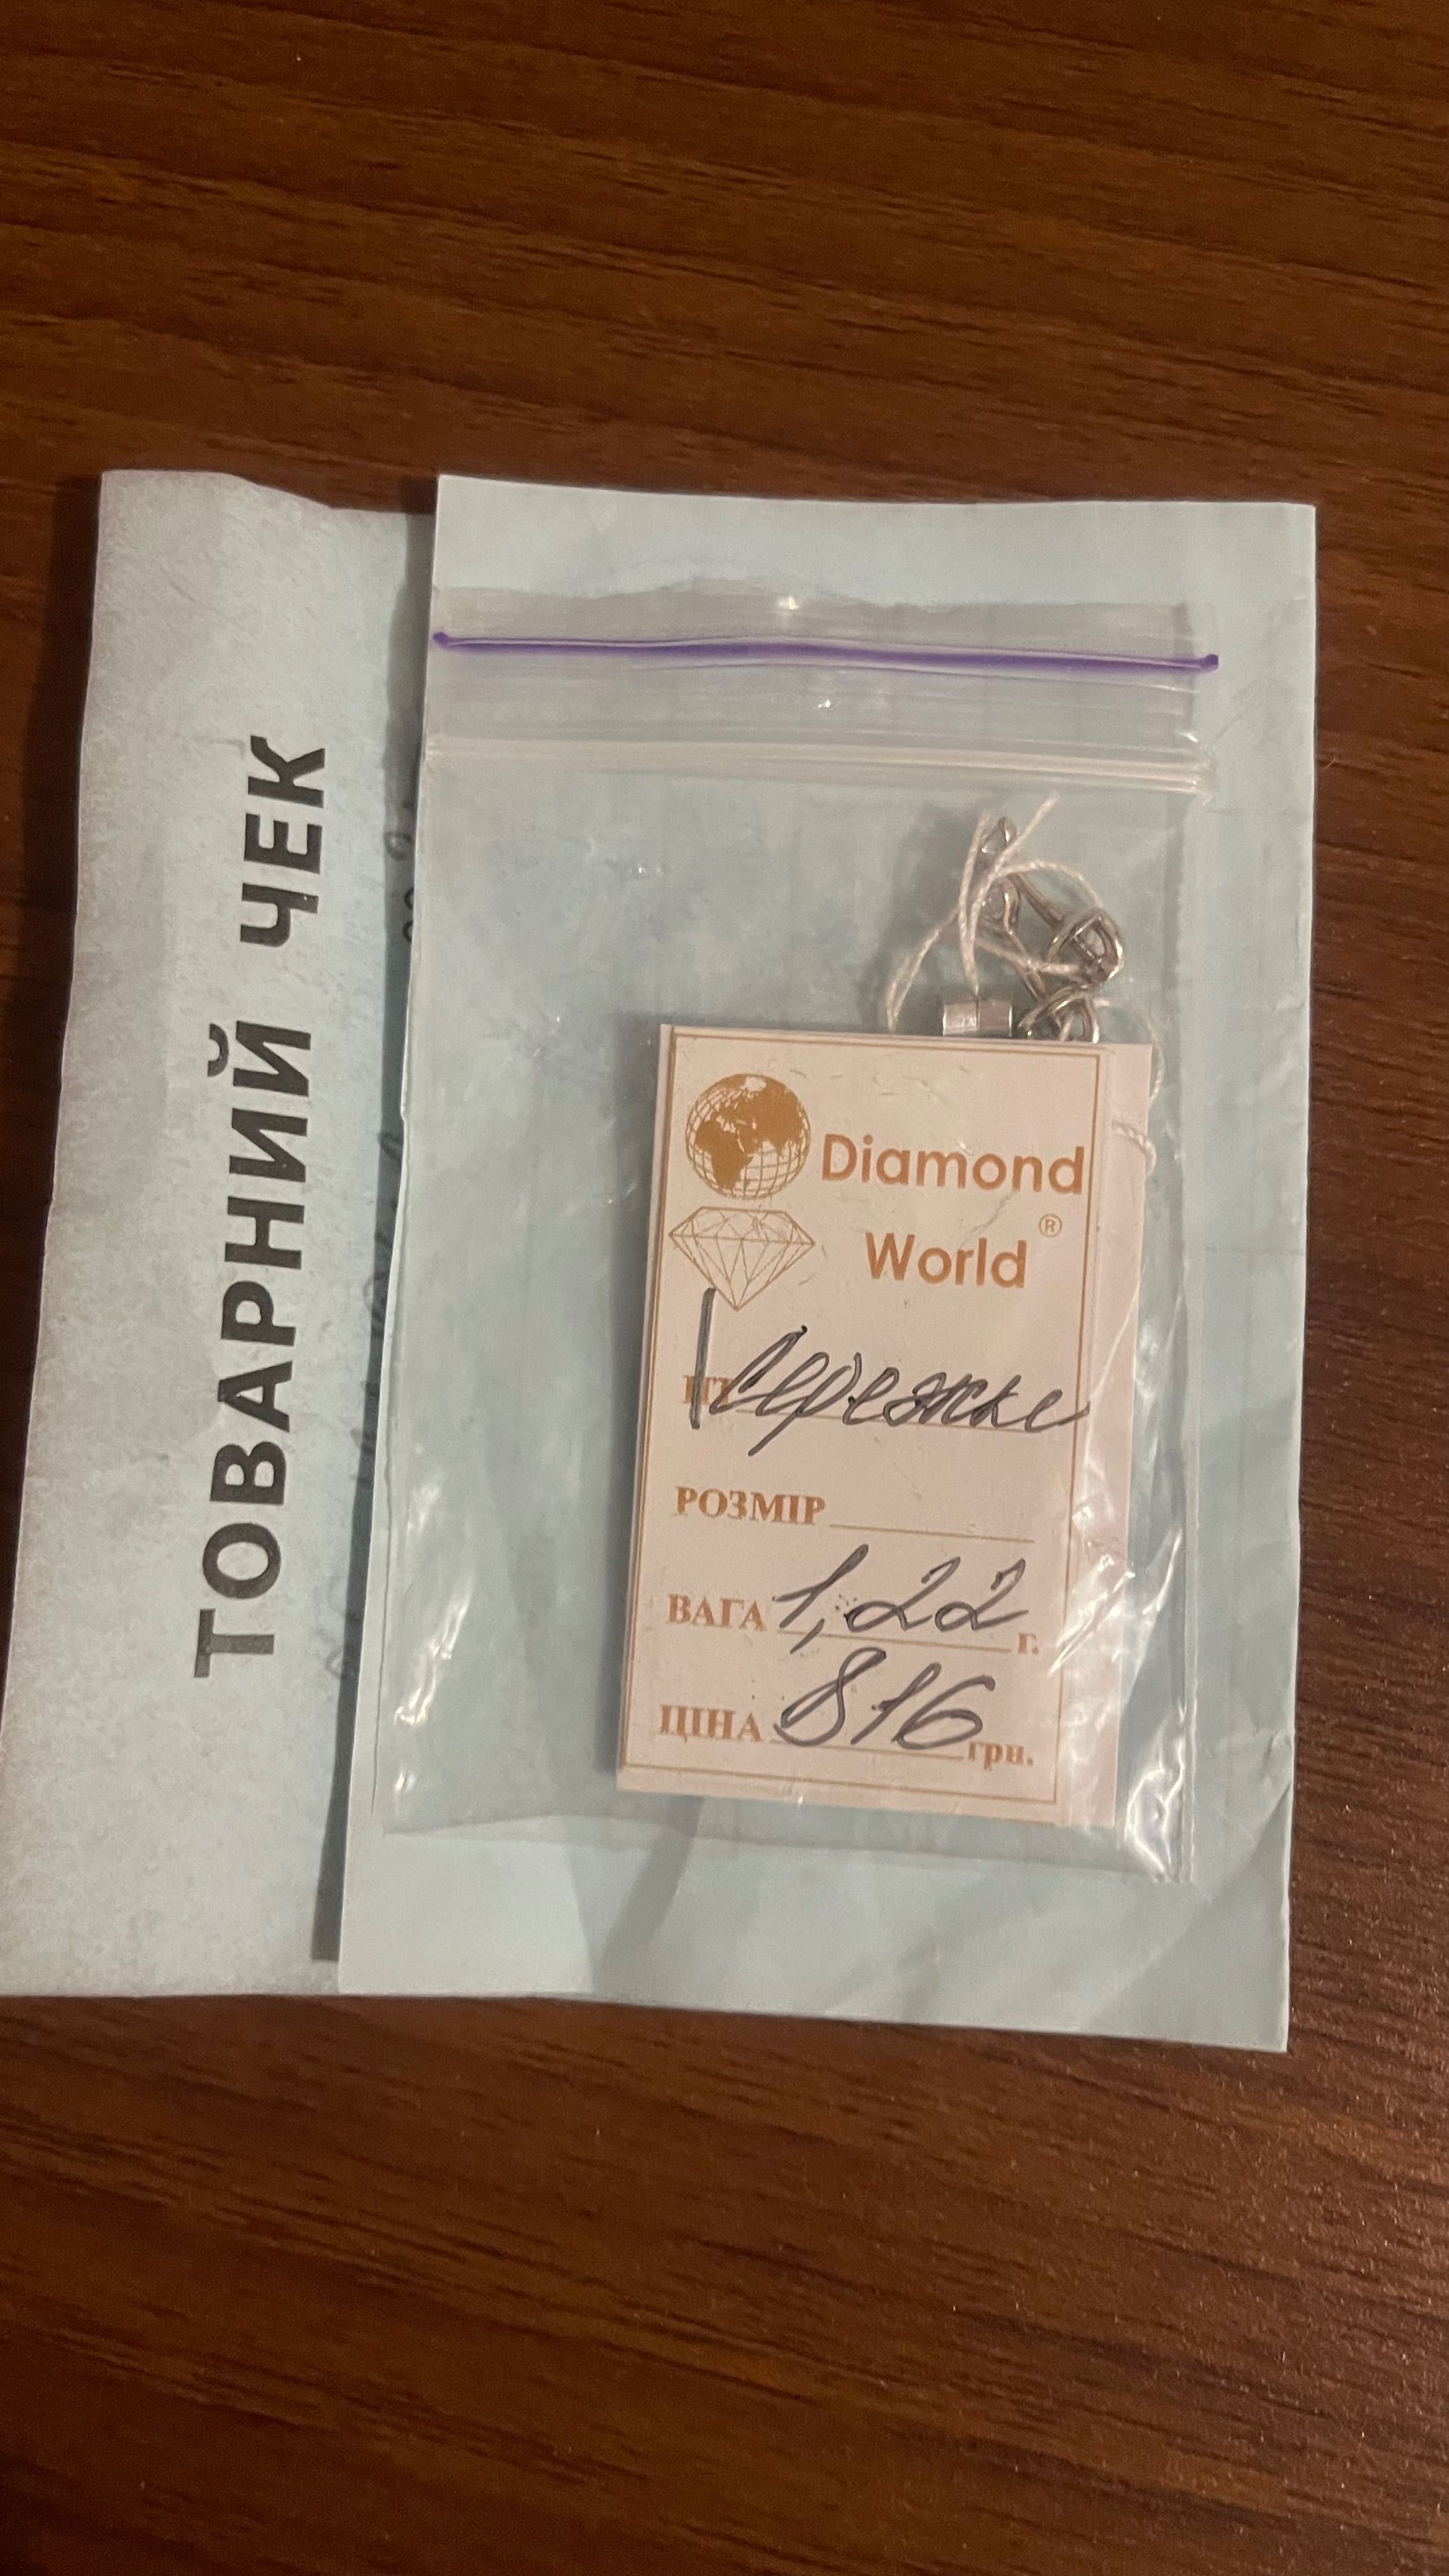 ТОВАРНИЙ ЧЕК
Diamond
World ®
Сережки
РОЗМІР
ВАГА 1,22 г.
ЦІНА 816 грн.